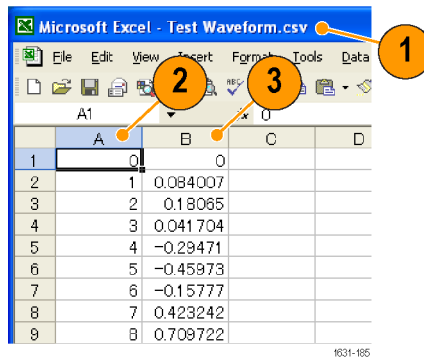 Microsoft Excel - Test Waveform.csv
1
File Edit View Insert Format Tools Data
2 3
A1 0
A B C D
1 0 0
2 1 0.084007
3 2 0.18065
4 3 0.041704
5 4 -0.29471
6 5 -0.45973
7 6 -0.15777
8 7 0.423242
9 8 0.709722
1631-185